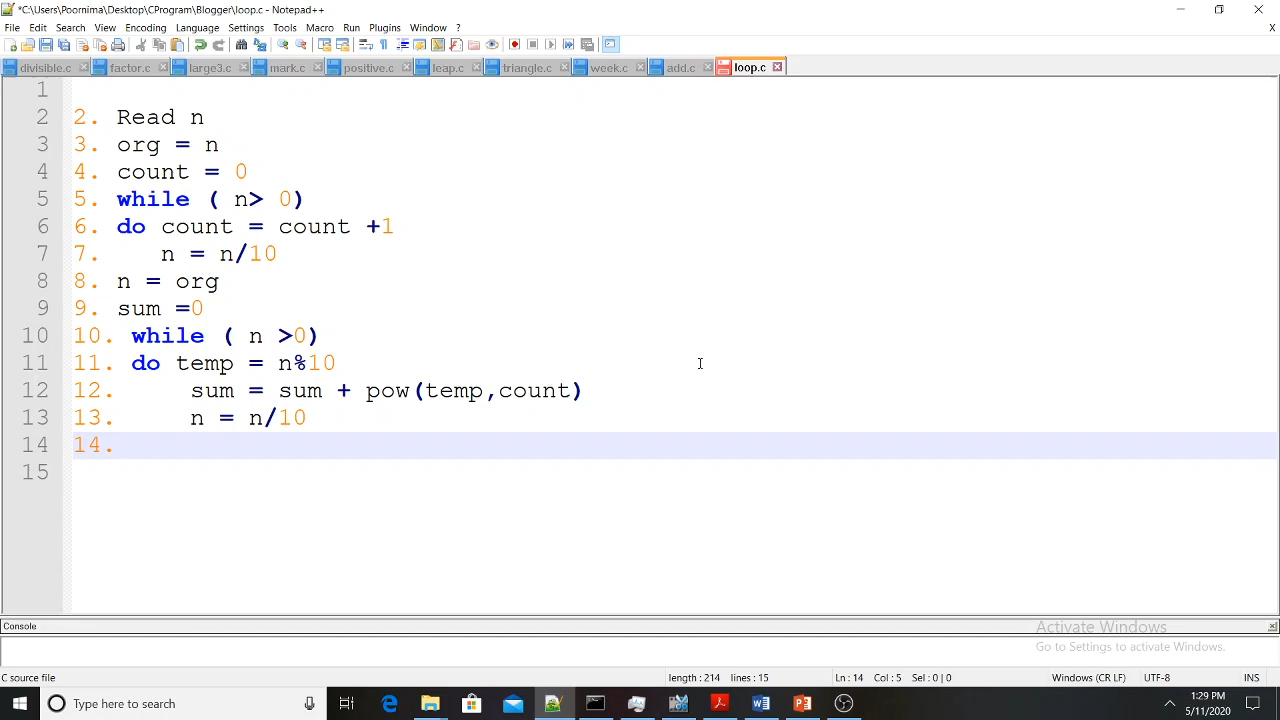 *C:\Users\Poornima\Desktop\CProgram\Blogger\loop.c - Notepad++
File Edit Search View Encoding Language Settings Tools Macro Run Plugins Window ? X
divisible.c factor.c large3.c mark.c positive.c leap.c triangle.c week.c add.c loop.c
1
2 2. Read n
3 3. org = n
4 4. count = 0
5 5. while ( n> 0)
6 6. do count = count +1
7 7. n = n/10
8 8. n = org
9 9. sum =0
10 10. while ( n >0)
11 11. do temp = n%10
12 12. sum = sum + pow(temp,count)
13 13. n = n/10
14 14.
15
Console
Activate Windows
Go to Settings to activate Windows.
C source file length : 214 lines : 15 Ln : 14 Col : 5 Sel : 0 | 0 Windows (CR LF) UTF-8 INS
Type here to search
1:29 PM
5/11/2020